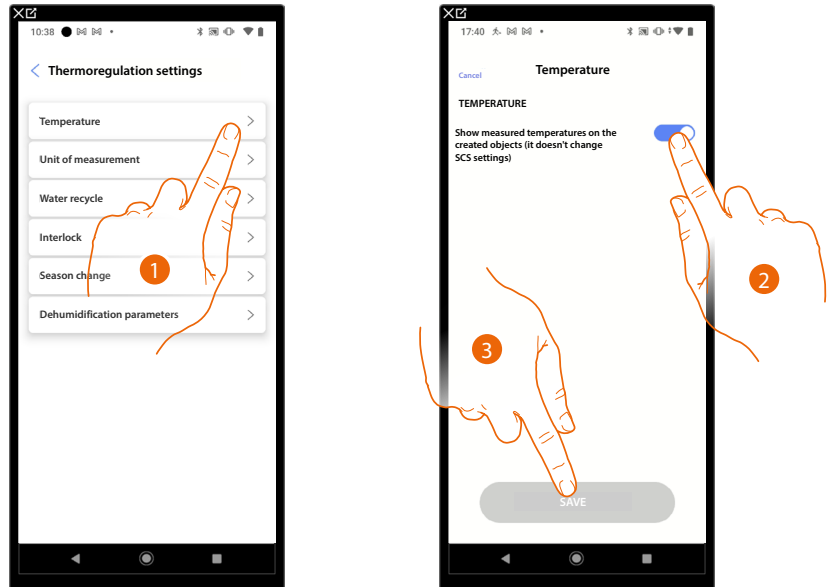 10:38
Thermoregulation settings
Temperature
Unit of measurement
Water recycle
Interlock
Season change
Dehumidification parameters
1
17:40
Cancel
Temperature
TEMPERATURE
Show measured temperatures on the
created objects (it doesn't change
SCS settings)
2
3
SAVE